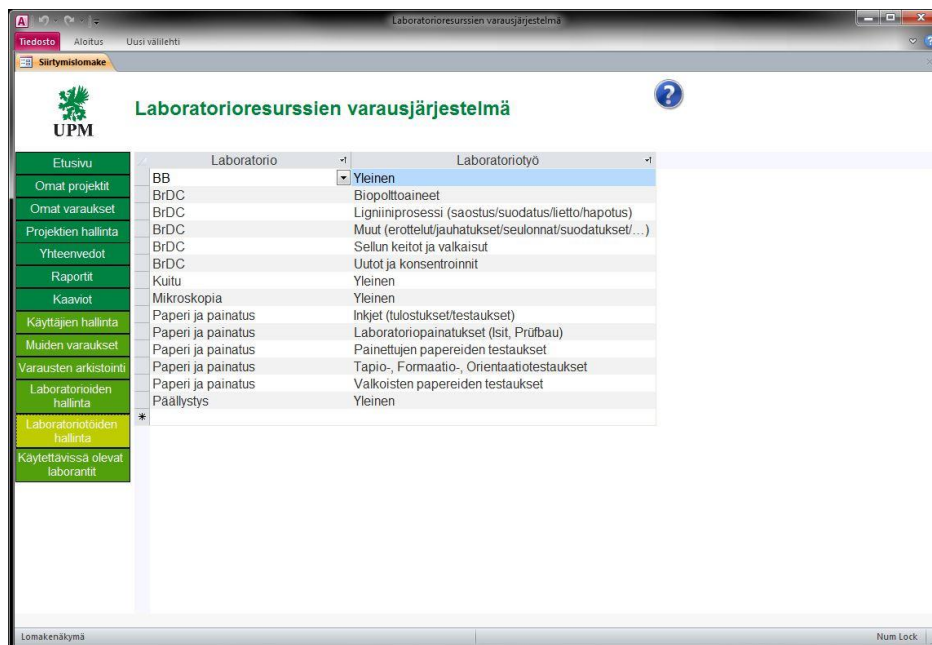 Laboratorioresurssien varausjärjestelmä
Tiedosto Aloitus Uusi välilehti
Siirtymislomake
UPM
Laboratorioresurssien varausjärjestelmä
Etusivu
Omat projektit
Omat varaukset
Projektien hallinta
Yhteenvedot
Raportit
Kaaviot
Käyttäjien hallinta
Muiden varaukset
Varausten arkistointi
Laboratorioiden
hallinta
Laboratoriotöiden
hallinta
Käytettävissä olevat
laborantit
Laboratorio Laboratoriotyö
BB Yleinen
BrDC Biopolttoaineet
BrDC Ligniiniprosessi (saostus/suodatus/lietto/hapotus)
BrDC Muut (erottelut/jauhatukset/seulonnat/suodatukset/…)
BrDC Sellun keitot ja valkaisut
BrDC Uutot ja konsentroinnit
Kuitu Yleinen
Mikroskopia Yleinen
Paperi ja painatus Inkjet (tulostukset/testaukset)
Paperi ja painatus Laboratoriopainatukset (Isit, Prüfbau)
Paperi ja painatus Painettujen papereiden testaukset
Paperi ja painatus Tapio-, Formaatio-, Orientaatiotestaukset
Paperi ja painatus Valkoisten papereiden testaukset
Päällystys Yleinen
Lomakenäkymä Num Lock